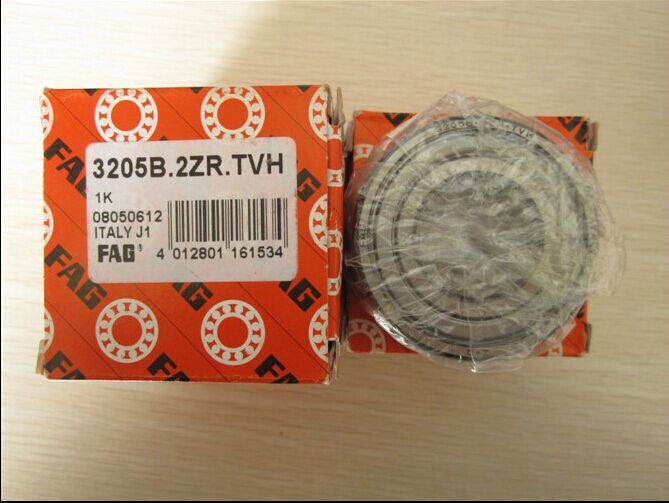 3205B.2ZR.TVH
1K
08050612
ITALY J1
FAG®
4 012801 161534
FAG
FAG
FAG
FAG